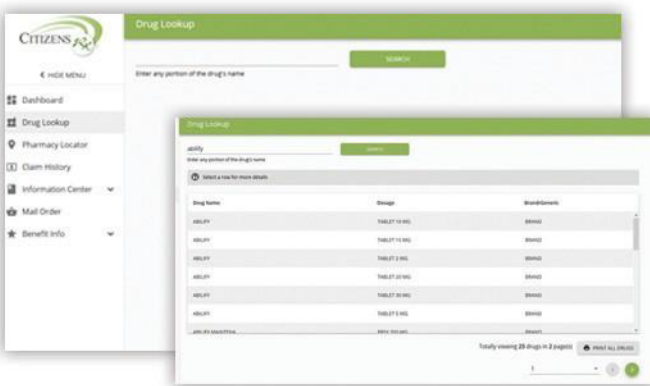 CITIZENS Rx
HIDE MENU
Dashboard
Drug Lookup
Pharmacy Locator
Claim History
Information Center
Mail Order
Benefit Info
Drug Lookup
SEARCH
Enter any portion of the drug's name
Drug Lookup
abilify
SEARCH
Enter any portion of the drug's name
Select a row for more details
Drug Name Dosage Brand/Generic
ABILIFY TABLET 10 MG BRAND
ABILIFY TABLET 15 MG BRAND
ABILIFY TABLET 2 MG BRAND
ABILIFY TABLET 20 MG BRAND
ABILIFY TABLET 30 MG BRAND
ABILIFY TABLET 5 MG BRAND
ABILIFY MAINTENA BRAND
Totally viewing 25 drugs in 2 page(s)
PRINT ALL DRUGS
1